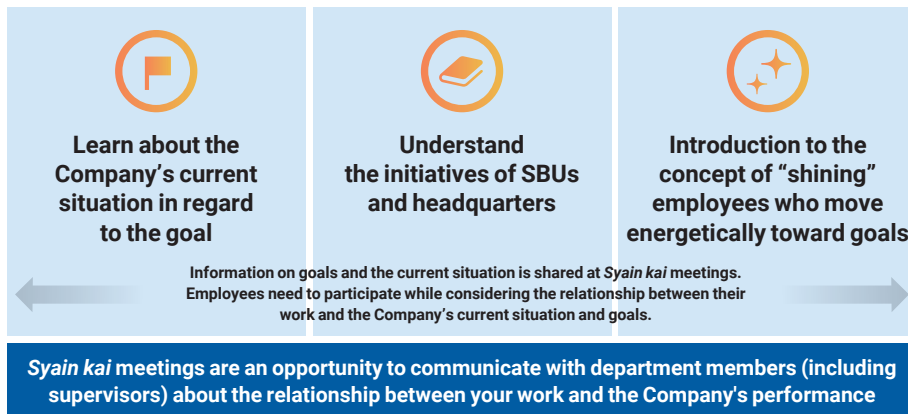 Learn about the
Company’s current
situation in regard
to the goal
Understand
the initiatives of SBUs
and headquarters
Introduction to the
concept of “shining”
employees who move
energetically toward goals
Information on goals and the current situation is shared at Syain kai meetings.
Employees need to participate while considering the relationship between their
work and the Company’s current situation and goals.
Syain kai meetings are an opportunity to communicate with department members (including
supervisors) about the relationship between your work and the Company's performance